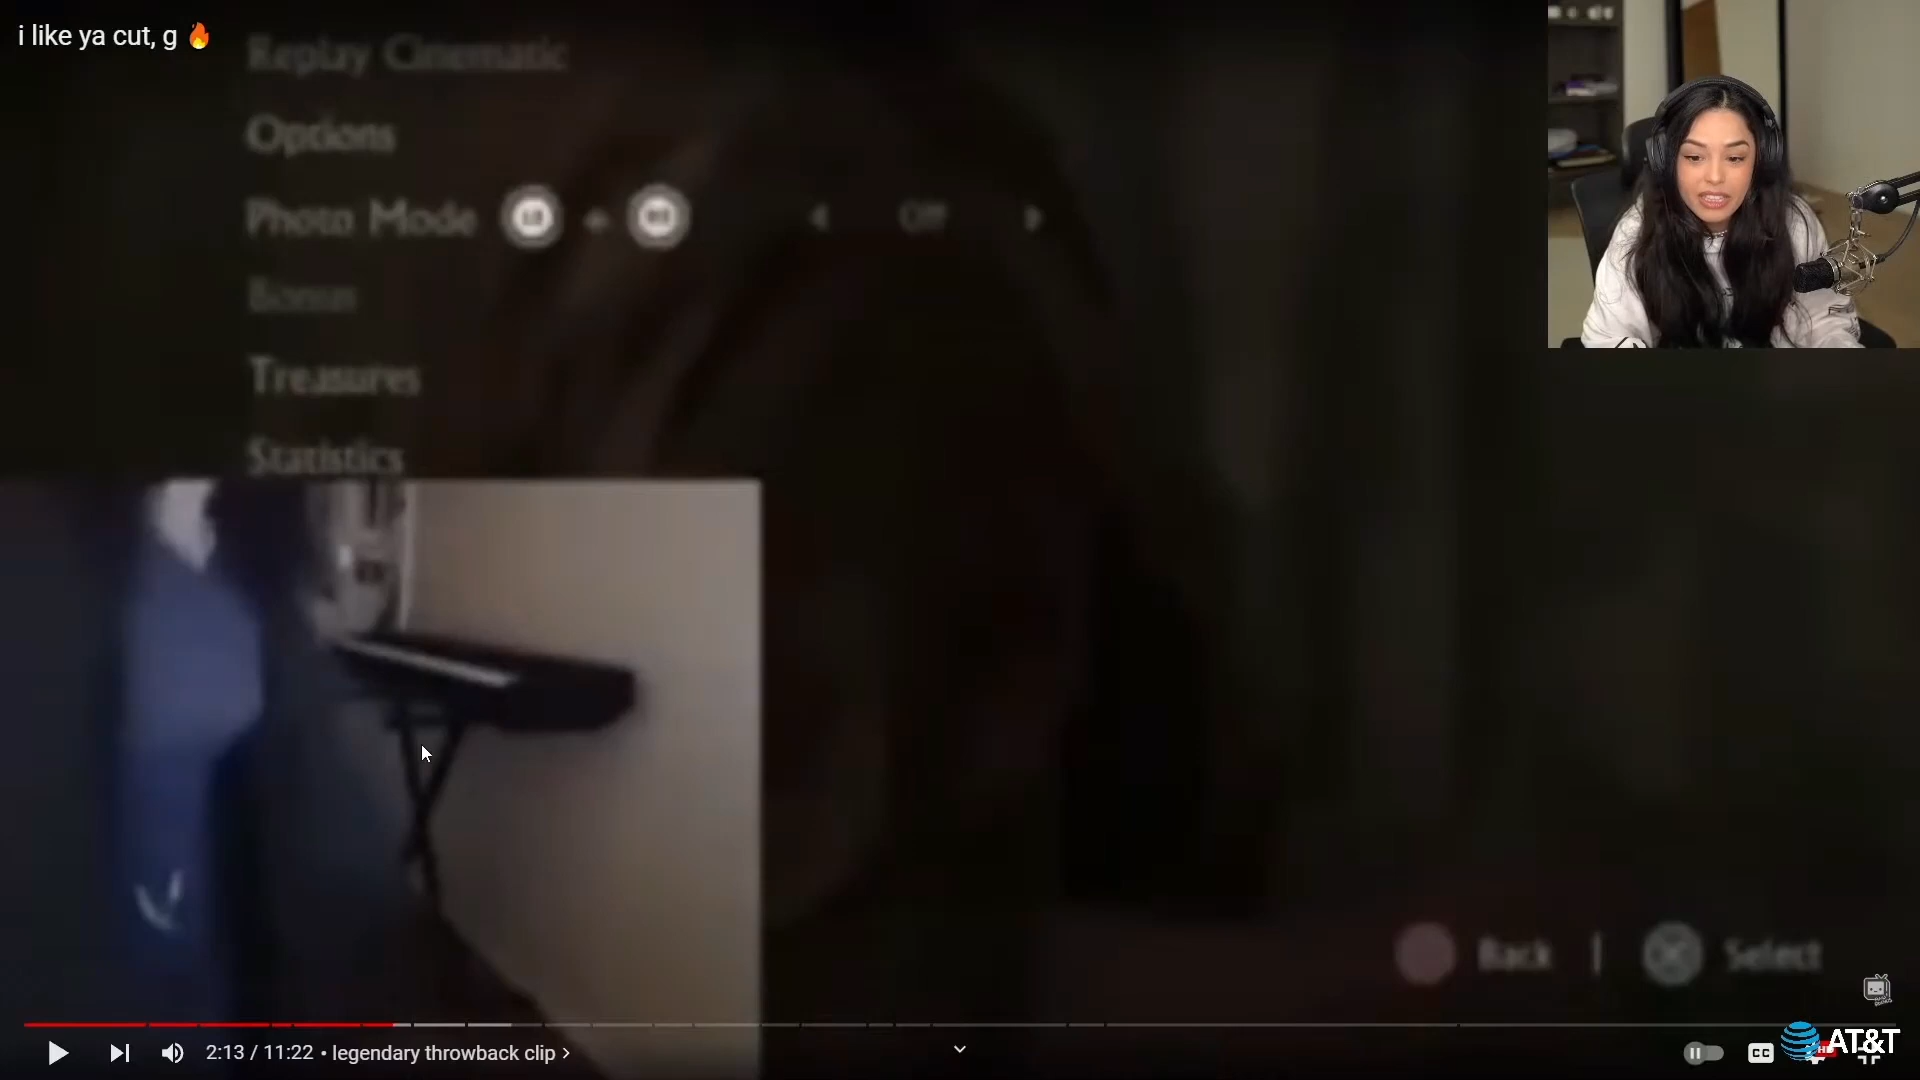 i like ya cut, g 🔥
Replay Cinematic
Options
Photo Mode
Off
Bonus
Treasures
Statistics
Back | Select
2:13 / 11:22 • legendary throwback clip >
CC
AT&T